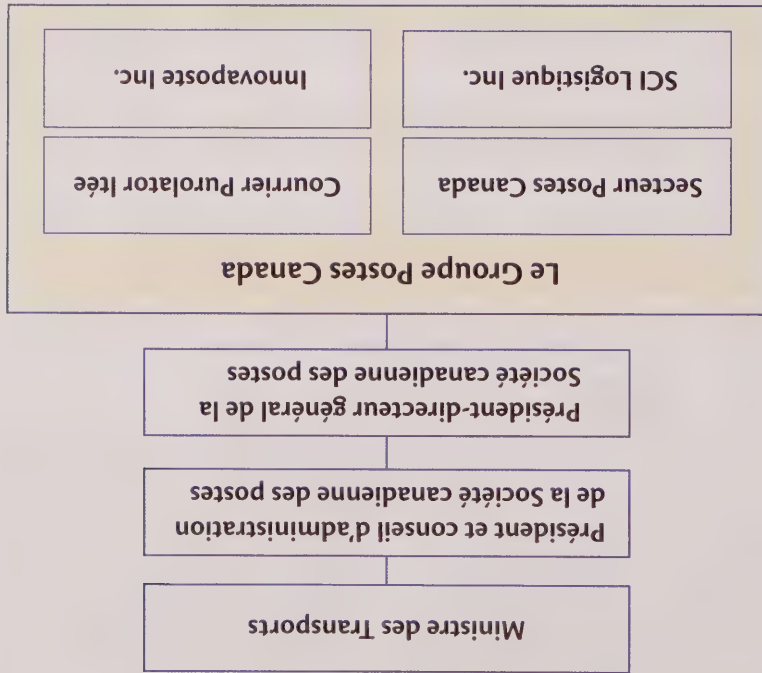 Ministre des Transports
Président et conseil d'administration
de la Société canadienne des postes
Président-directeur général de la
Société canadienne des postes
Le Groupe Postes Canada
Secteur Postes Canada
Courrier Purolator ltée
SCI Logistique Inc.
Innovaposte Inc.